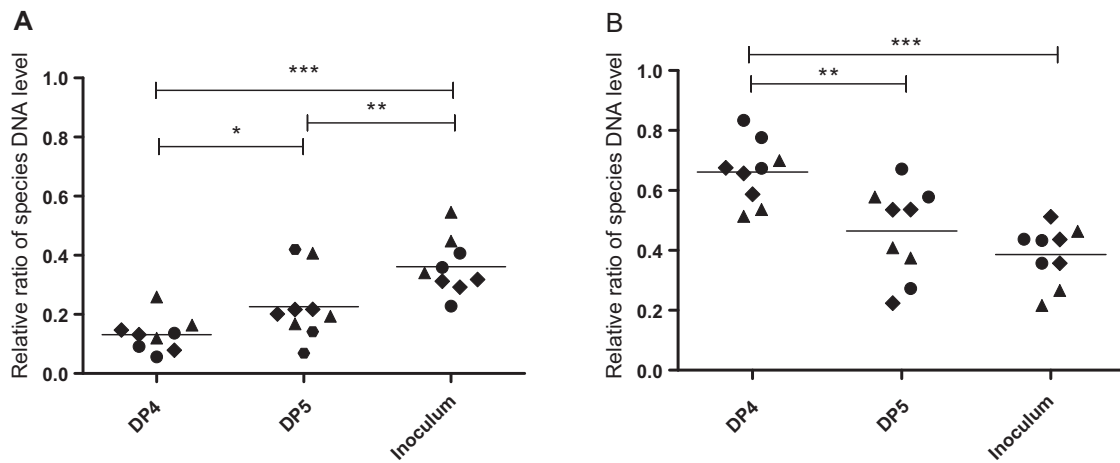 A
Relative ratio of species DNA level
1.0
0.8
0.6
0.4
0.2
0.0
***
**
*
DP4
DP5
Inoculum
B
Relative ratio of species DNA level
1.0
0.8
0.6
0.4
0.2
0.0
***
**
DP4
DP5
Inoculum